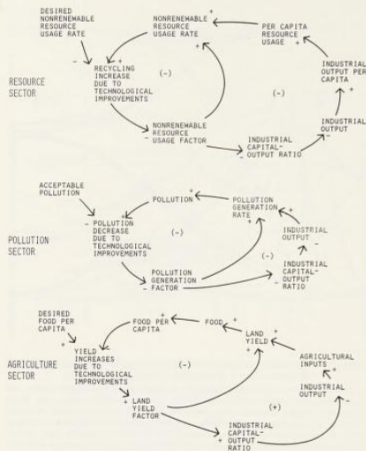 DESIRED
NONRENEWABLE
RESOURCE
USAGE RATE
NONRENEWABLE
RESOURCE
USAGE RATE
PER CAPITA
RESOURCE
USAGE
RESOURCE
SECTOR
RECYCLING
INCREASE
DUE TO
TECHNOLOGICAL
IMPROVEMENTS
(-)
(-)
INDUSTRIAL
OUTPUT PER
CAPITA
NONRENEWABLE
RESOURCE
USAGE FACTOR
INDUSTRIAL
CAPITAL-
OUTPUT RATIO
INDUSTRIAL
OUTPUT
ACCEPTABLE
POLLUTION
POLLUTION
POLLUTION
GENERATION
RATE
POLLUTION
SECTOR
POLLUTION
DECREASE
DUE TO
TECHNOLOGICAL
IMPROVEMENTS
(-)
(-)
INDUSTRIAL
OUTPUT
POLLUTION
GENERATION
FACTOR
INDUSTRIAL
CAPITAL-
OUTPUT
RATIO
DESIRED
FOOD PER
CAPITA
FOOD PER
CAPITA
FOOD
LAND
YIELD
AGRICULTURE
SECTOR
YIELD
INCREASES
DUE TO
TECHNOLOGICAL
IMPROVEMENTS
(-)
(+)
AGRICULTURAL
INPUTS
INDUSTRIAL
OUTPUT
LAND
YIELD
FACTOR
INDUSTRIAL
CAPITAL-
OUTPUT
RATIO